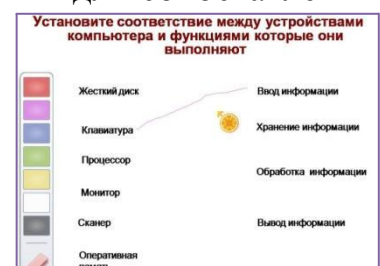 Установите соответствие между устройствами
компьютера и функциями которые они
выполняют
Жесткий диск
Ввод информации
Клавиатура
Хранение информации
Процессор
Обработка информации
Монитор
Сканер
Вывод информации
Оперативная